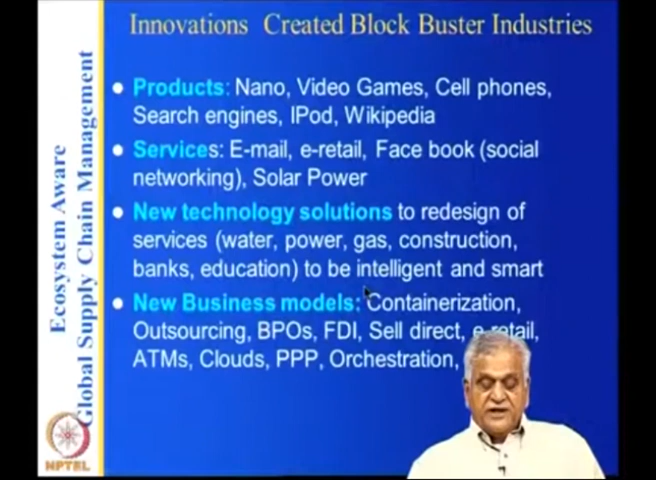 Innovations Created Block Buster Industries
Products: Nano, Video Games, Cell phones,
Search engines, IPod, Wikipedia
Services: E-mail, e-retail, Face book (social
networking), Solar Power
New technology solutions to redesign of
services (water, power, gas, construction,
banks, education) to be intelligent and smart
New Business models: Containerization,
Outsourcing, BPOs, FDI, Sell direct, e-retail,
ATMs, Clouds, PPP, Orchestration,
Ecosystem Aware
Global Supply Chain Management
NPTEL